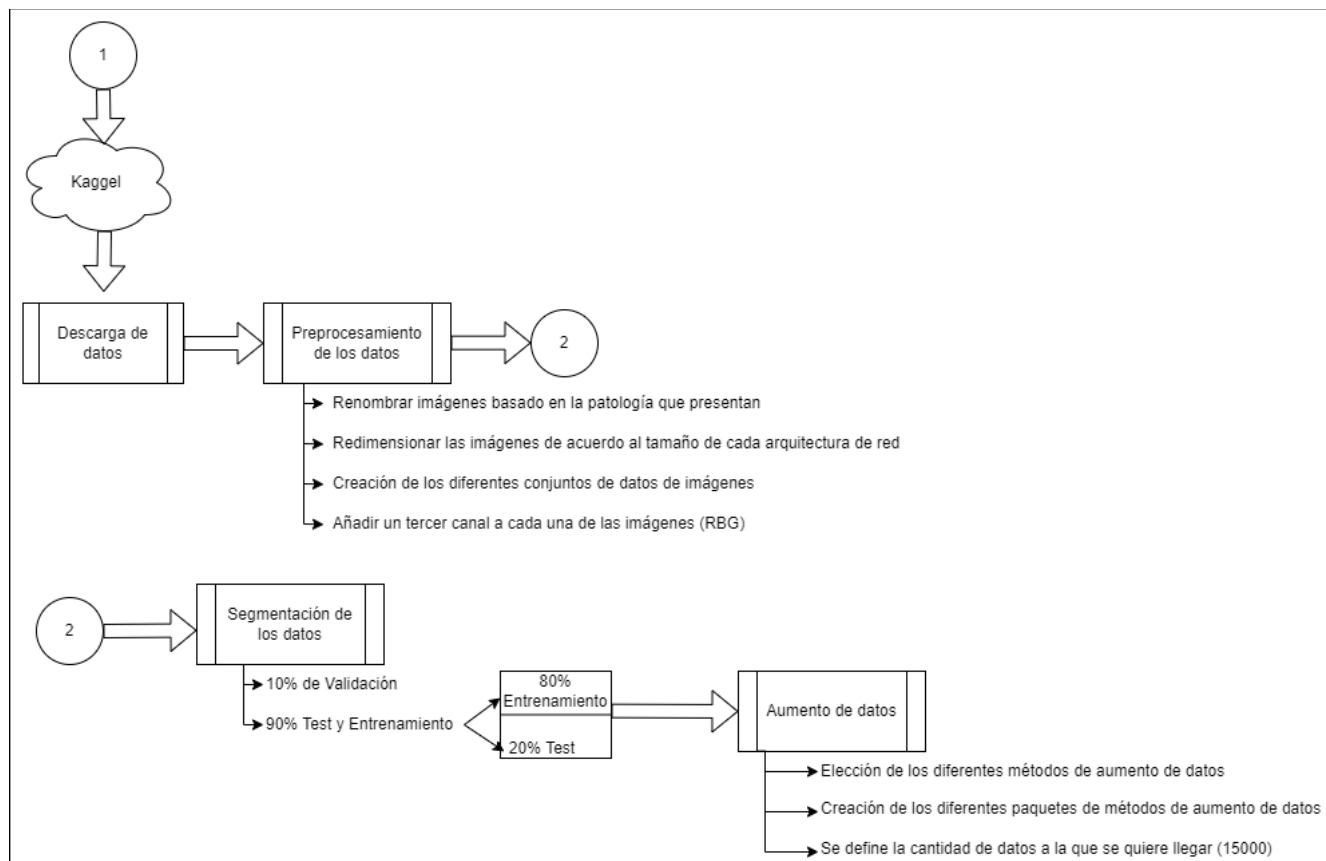 1
Kaggel
Descarga de
datos
Preprocesamiento
de los datos
2
Renombrar imágenes basado en la patología que presentan
Redimensionar las imágenes de acuerdo al tamaño de cada arquitectura de red
Creación de los diferentes conjuntos de datos de imágenes
Añadir un tercer canal a cada una de las imágenes (RBG)
2
Segmentación de
los datos
10% de Validación
90% Test y Entrenamiento
80%
Entrenamiento
20% Test
Aumento de datos
Elección de los diferentes métodos de aumento de datos
Creación de los diferentes paquetes de métodos de aumento de datos
Se define la cantidad de datos a la que se quiere llegar (15000)